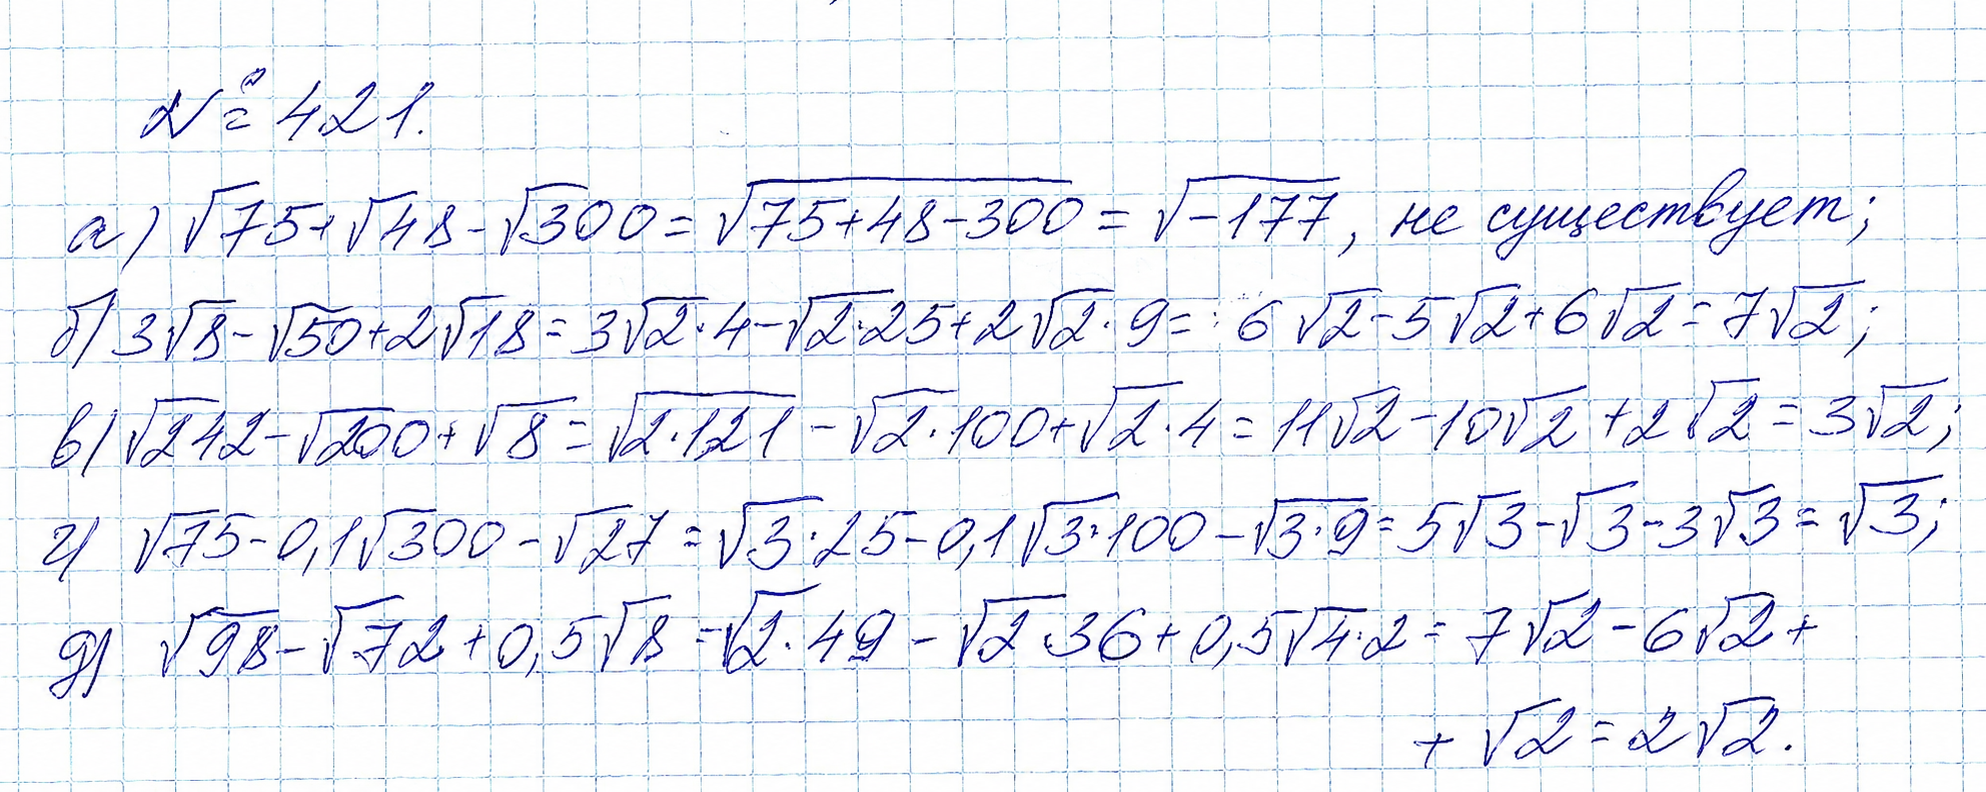 № 421.
а) √75+√48-√300=√75+48-300=√-177, не существует;
б) 3√8-√50+2√18=3√2·4-√2·25+2√2·9=6√2-5√2+6√2=7√2;
в) √242-√200+√8=√2·121-√2·100+√2·4=11√2-10√2+2√2=3√2;
г) √75-0,1√300-√27=√3·25-0,1√3·100-√3·9=5√3-√3-3√3=√3;
д) √98-√72+0,5√8=√2·49-√2·36+0,5√4·2=7√2-6√2+
+√2=2√2.